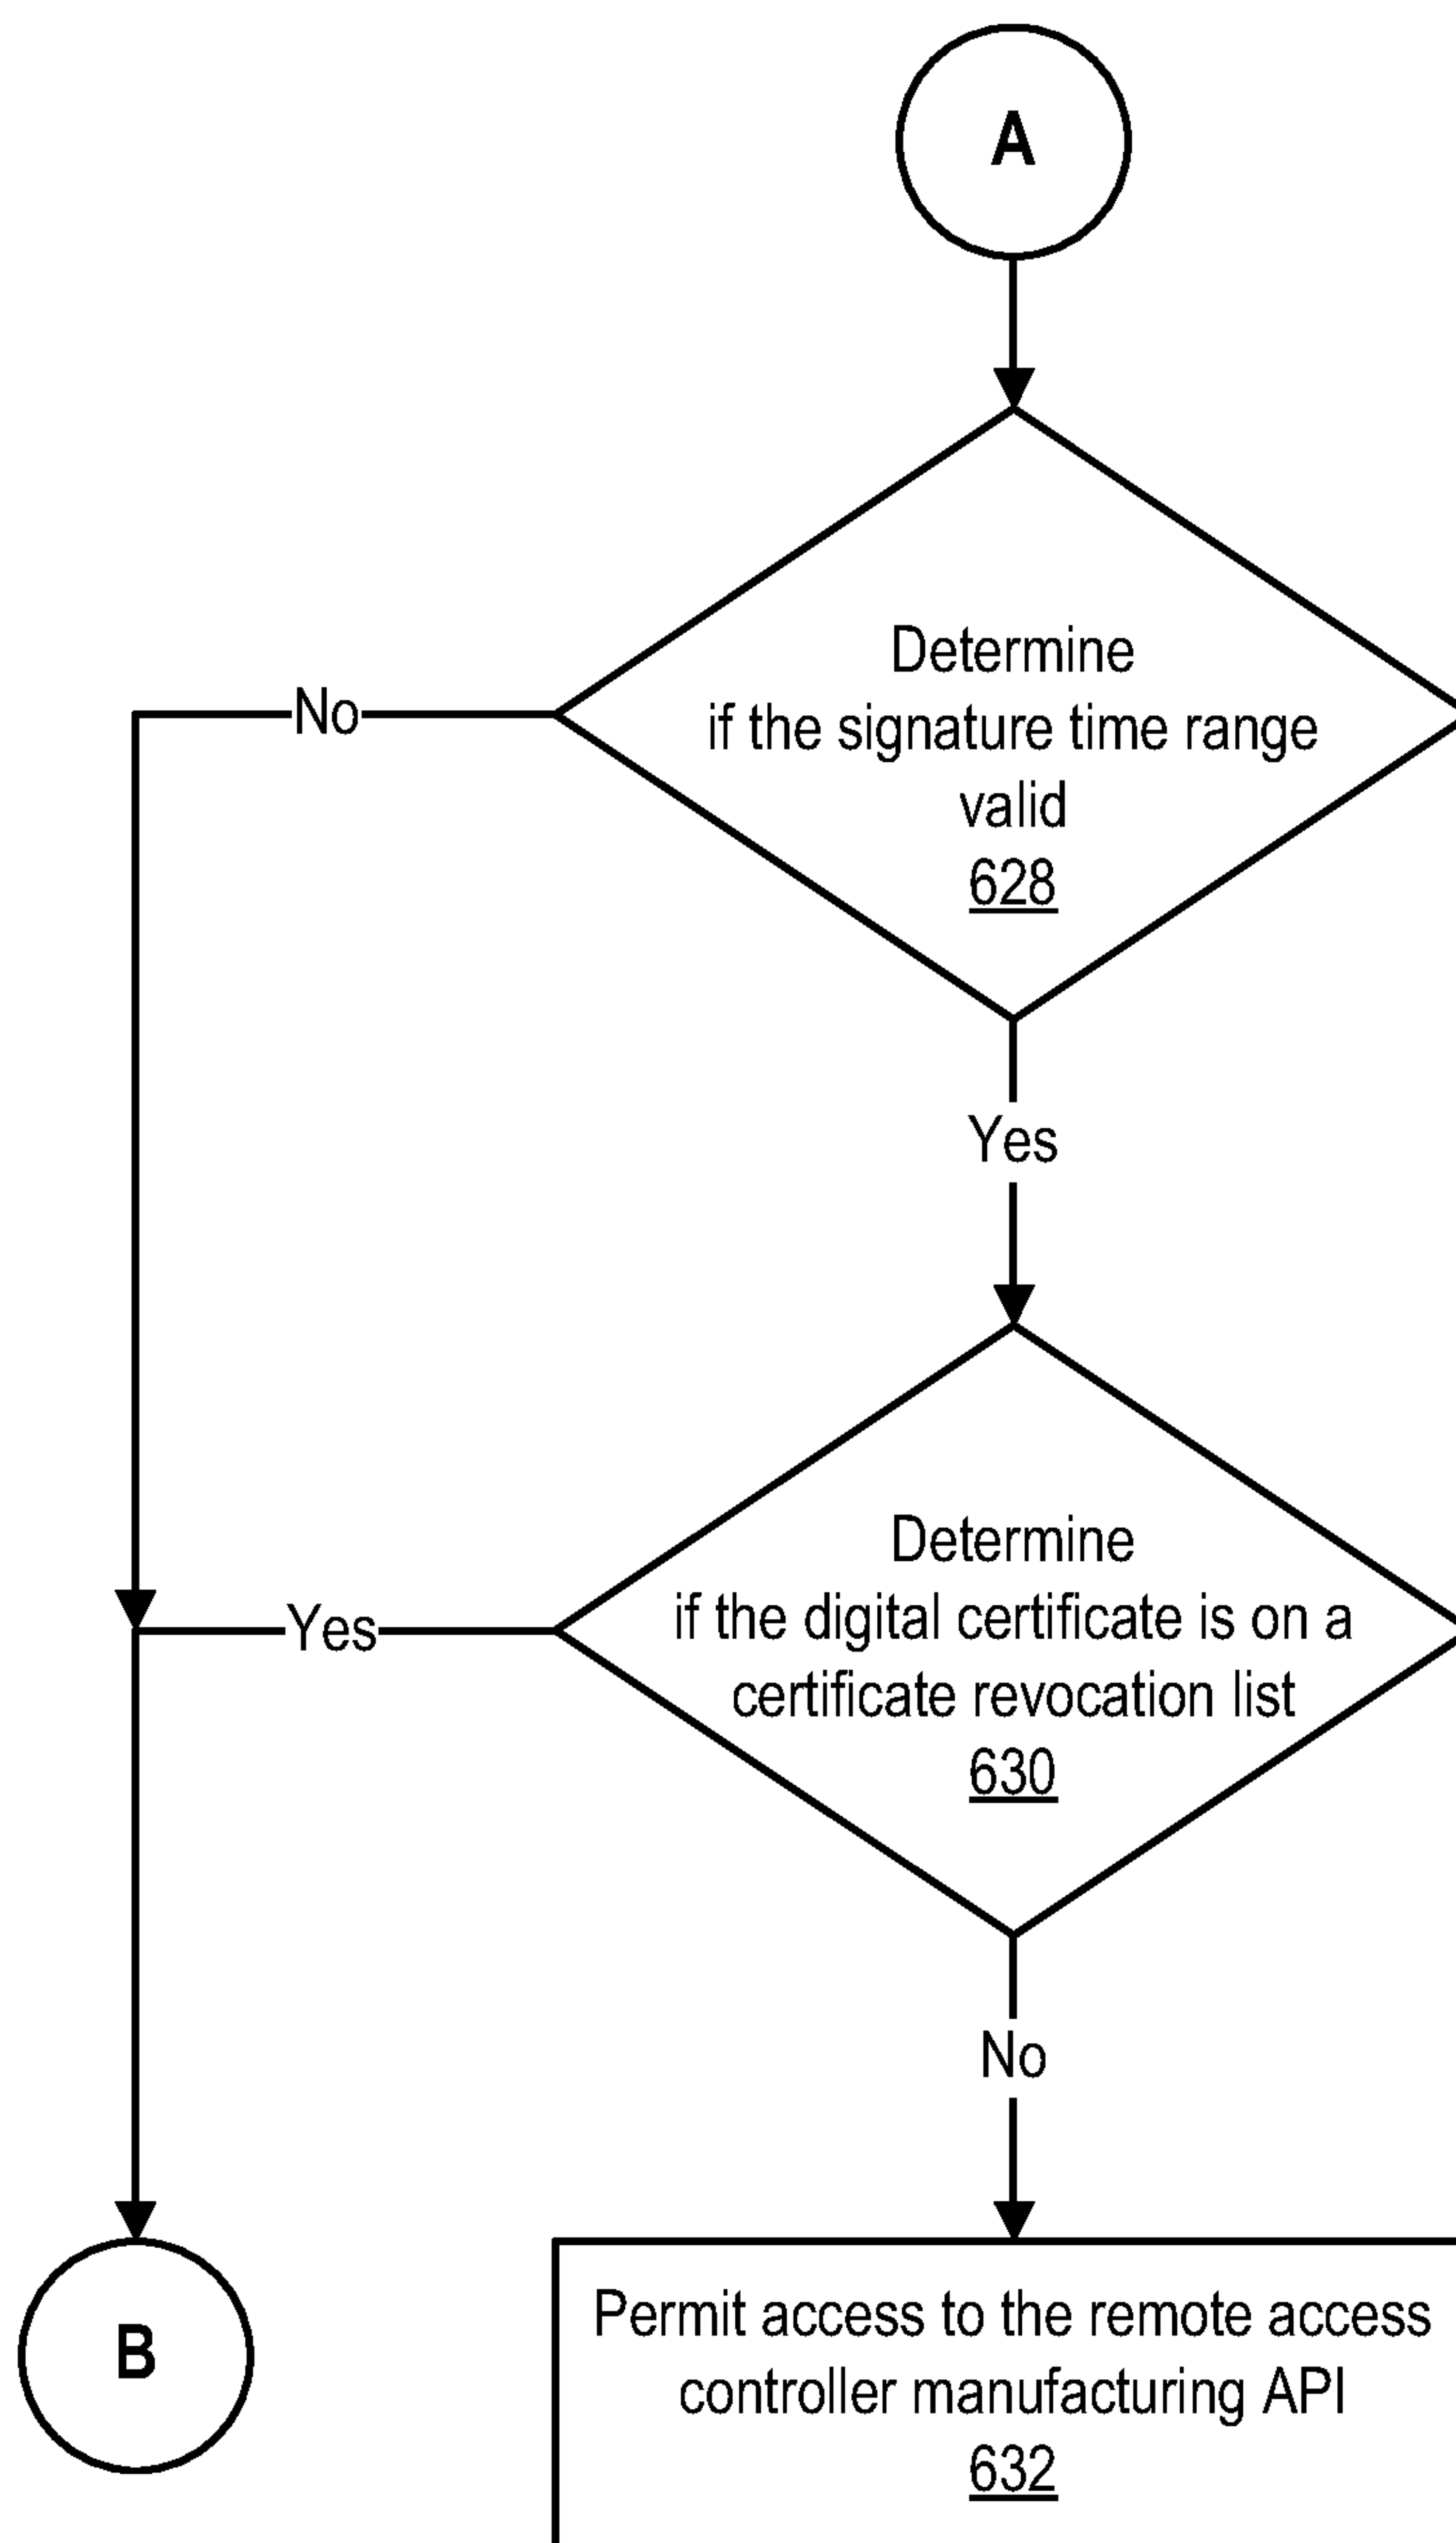 A
Determine
if the signature time range
valid
628
No
Yes
Determine
if the digital certificate is on a
certificate revocation list
630
Yes
No
B
Permit access to the remote access
controller manufacturing API
632